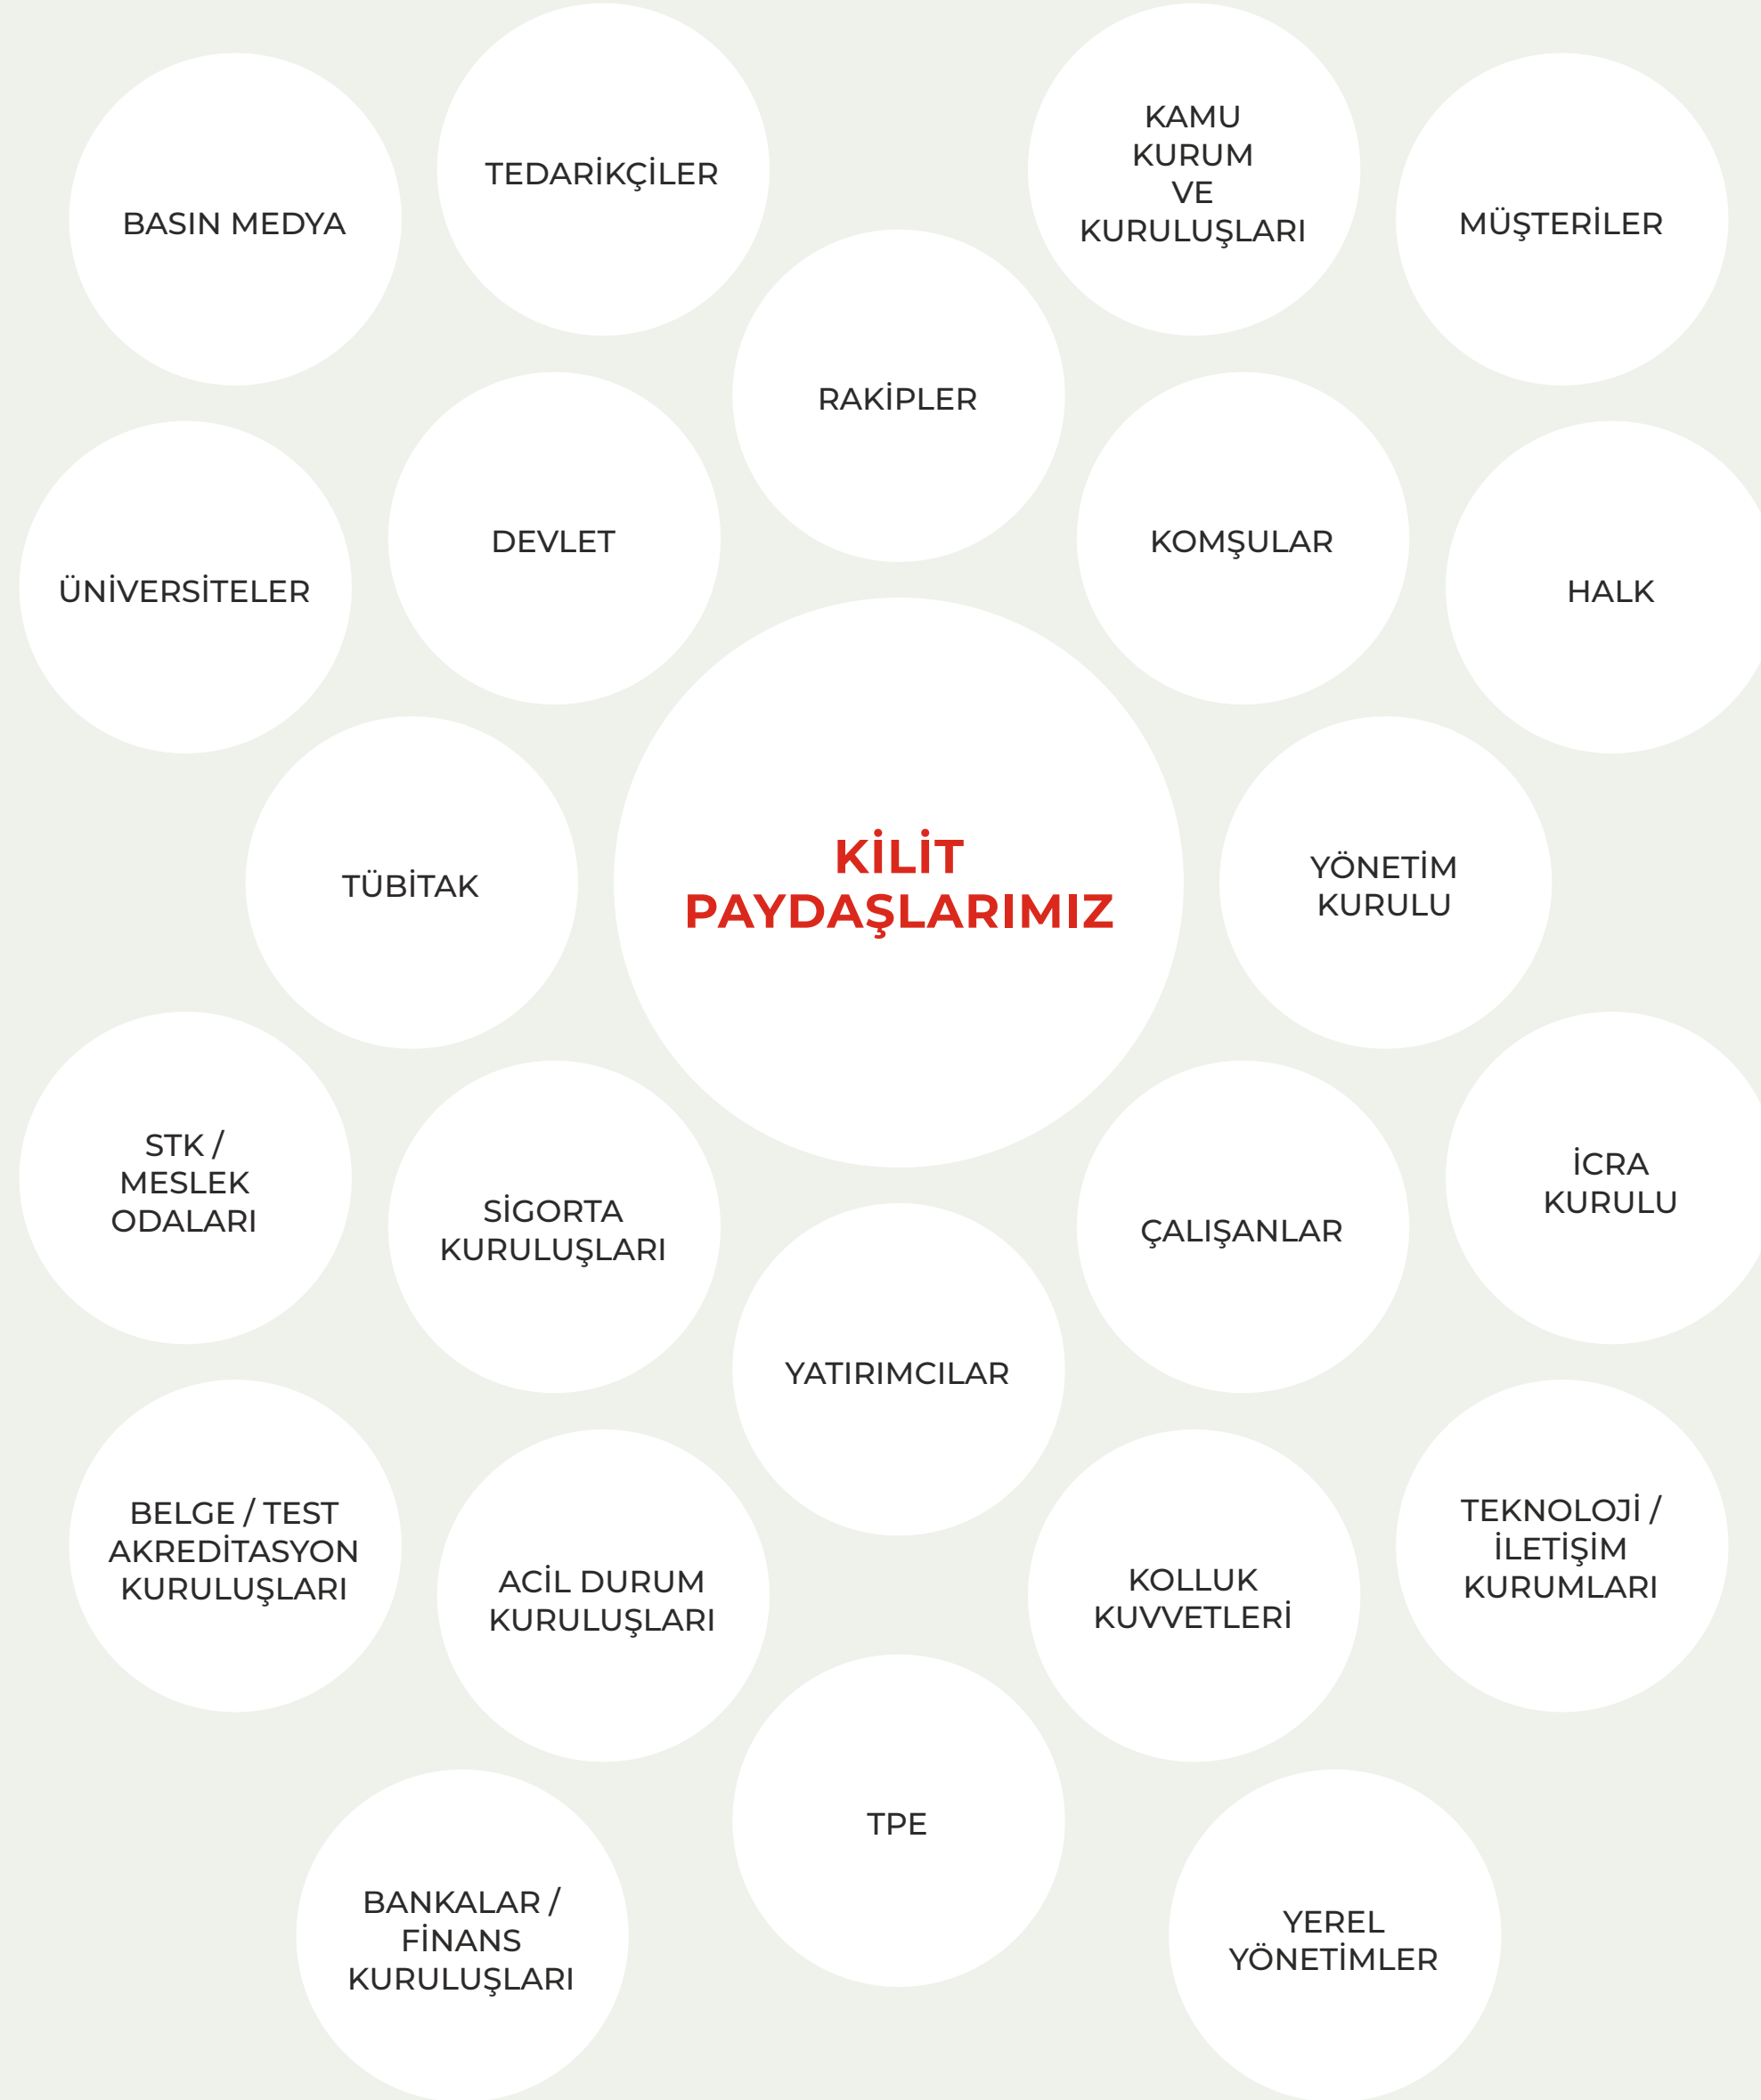 KAMU
KURUM
VE
KURULUŞLARI
TEDARİKÇİLER
BASIN MEDYA
MÜŞTERİLER
RAKİPLER
DEVLET
KOMŞULAR
ÜNİVERSİTELER
HALK
KİLİT
PAYDAŞLARIMIZ
TÜBİTAK
YÖNETİM
KURULU
STK /
MESLEK
ODALARI
SİGORTA
KURULUŞLARI
ÇALIŞANLAR
İCRA
KURULU
YATIRIMCILAR
BELGE / TEST
AKREDİTASYON
KURULUŞLARI
ACİL DURUM
KURULUŞLARI
KOLLUK
KUVVETLERİ
TEKNOLOJİ /
İLETİŞİM
KURUMLARI
TPE
BANKALAR /
FİNANS
KURULUŞLARI
YEREL
YÖNETİMLER